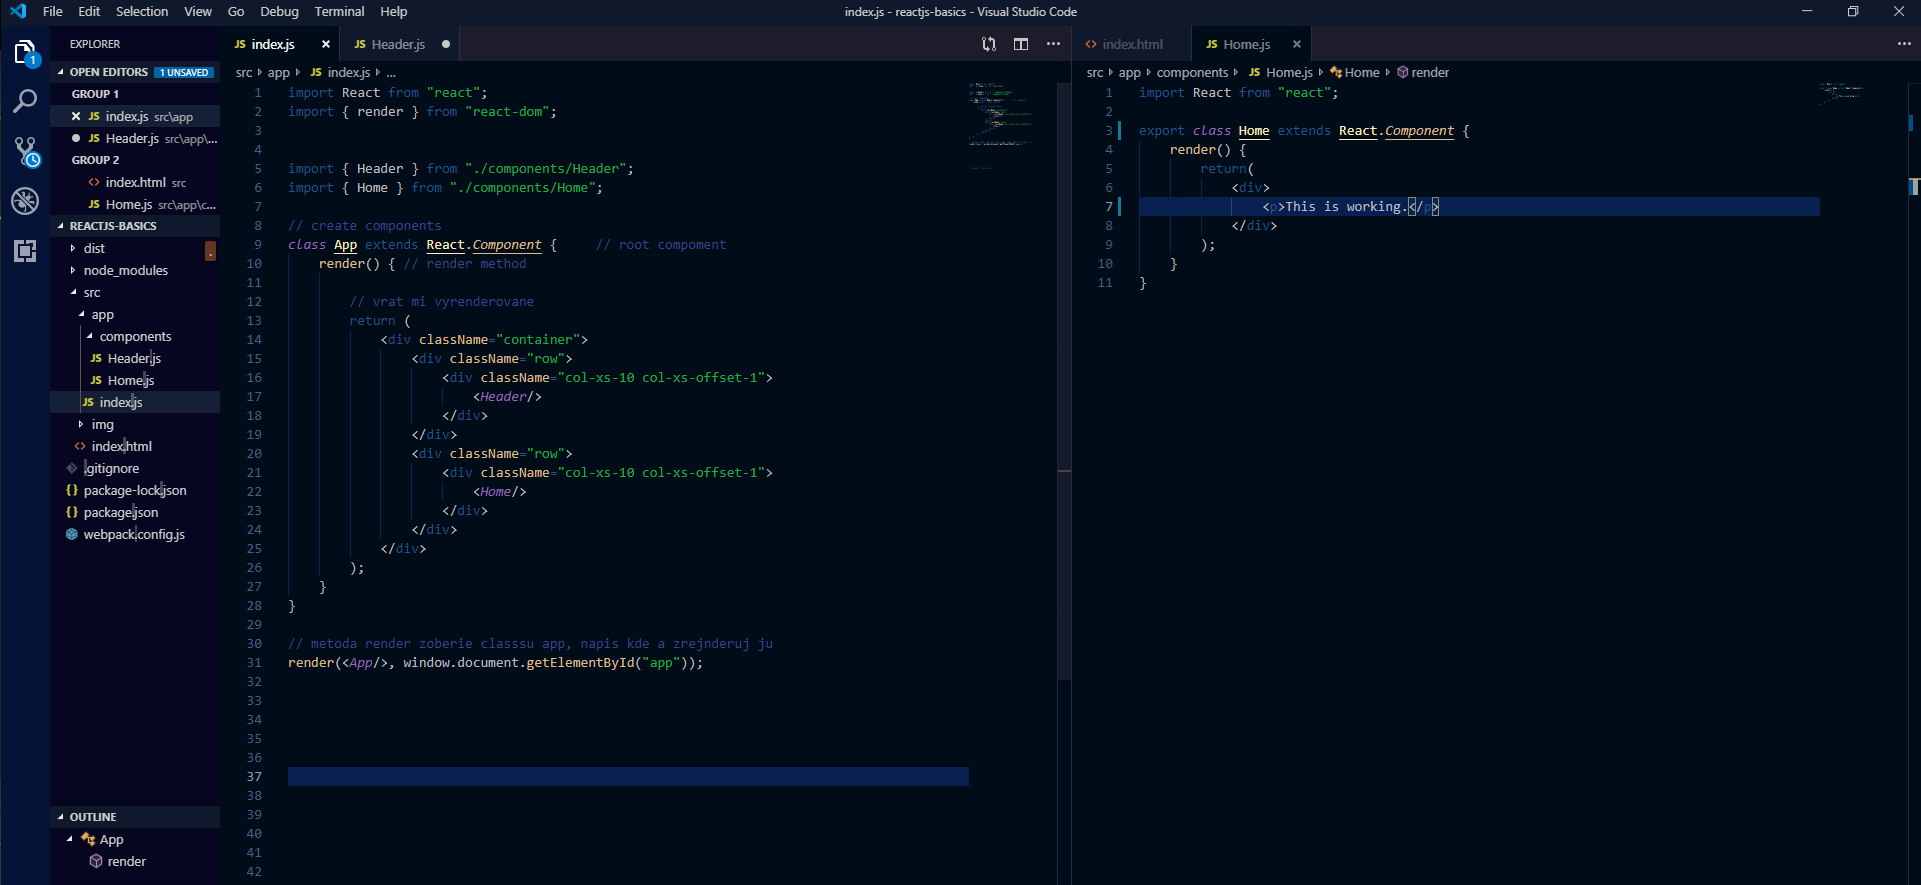 File Edit Selection View Go Debug Terminal Help
index.js - reactjs-basics - Visual Studio Code
EXPLORER
OPEN EDITORS 1 UNSAVED
GROUP 1
JS index.js src\app
JS Header.js src\app\...
GROUP 2
<> index.html src
JS Home.js src\app\c...
REACTJS-BASICS
dist
node_modules
src
app
components
JS Header.js
JS Home.js
JS index.js
img
<> index.html
.gitignore
{} package-lock.json
{} package.json
webpack.config.js
OUTLINE
App
render
1
JS index.js × JS Header.js
src app JS index.js ...
1 import React from "react";
2 import { render } from "react-dom";
3
4
5 import { Header } from "./components/Header";
6 import { Home } from "./components/Home";
7
8 // create components
9 class App extends React.Component { // root compoment
10 render() { // render method
11
12 // vrat mi vyrenderovane
13 return (
14 <div className="container">
15 <div className="row">
16 <div className="col-xs-10 col-xs-offset-1">
17 <Header/>
18 </div>
19 </div>
20 <div className="row">
21 <div className="col-xs-10 col-xs-offset-1">
22 <Home/>
23 </div>
24 </div>
25 </div>
26 );
27 }
28 }
29
30 // metoda render zoberie classsu app, napis kde a zrejnderuj ju
31 render(<App/>, window.document.getElementById("app"));
32
33
34
35
36
37
38
39
40
41
42
<> index.html JS Home.js ×
src app components JS Home.js Home render
1 import React from "react";
2
3 export class Home extends React.Component {
4 render() {
5 return(
6 <div>
7 <p>This is working.</p>
8 </div>
9 );
10 }
11 }